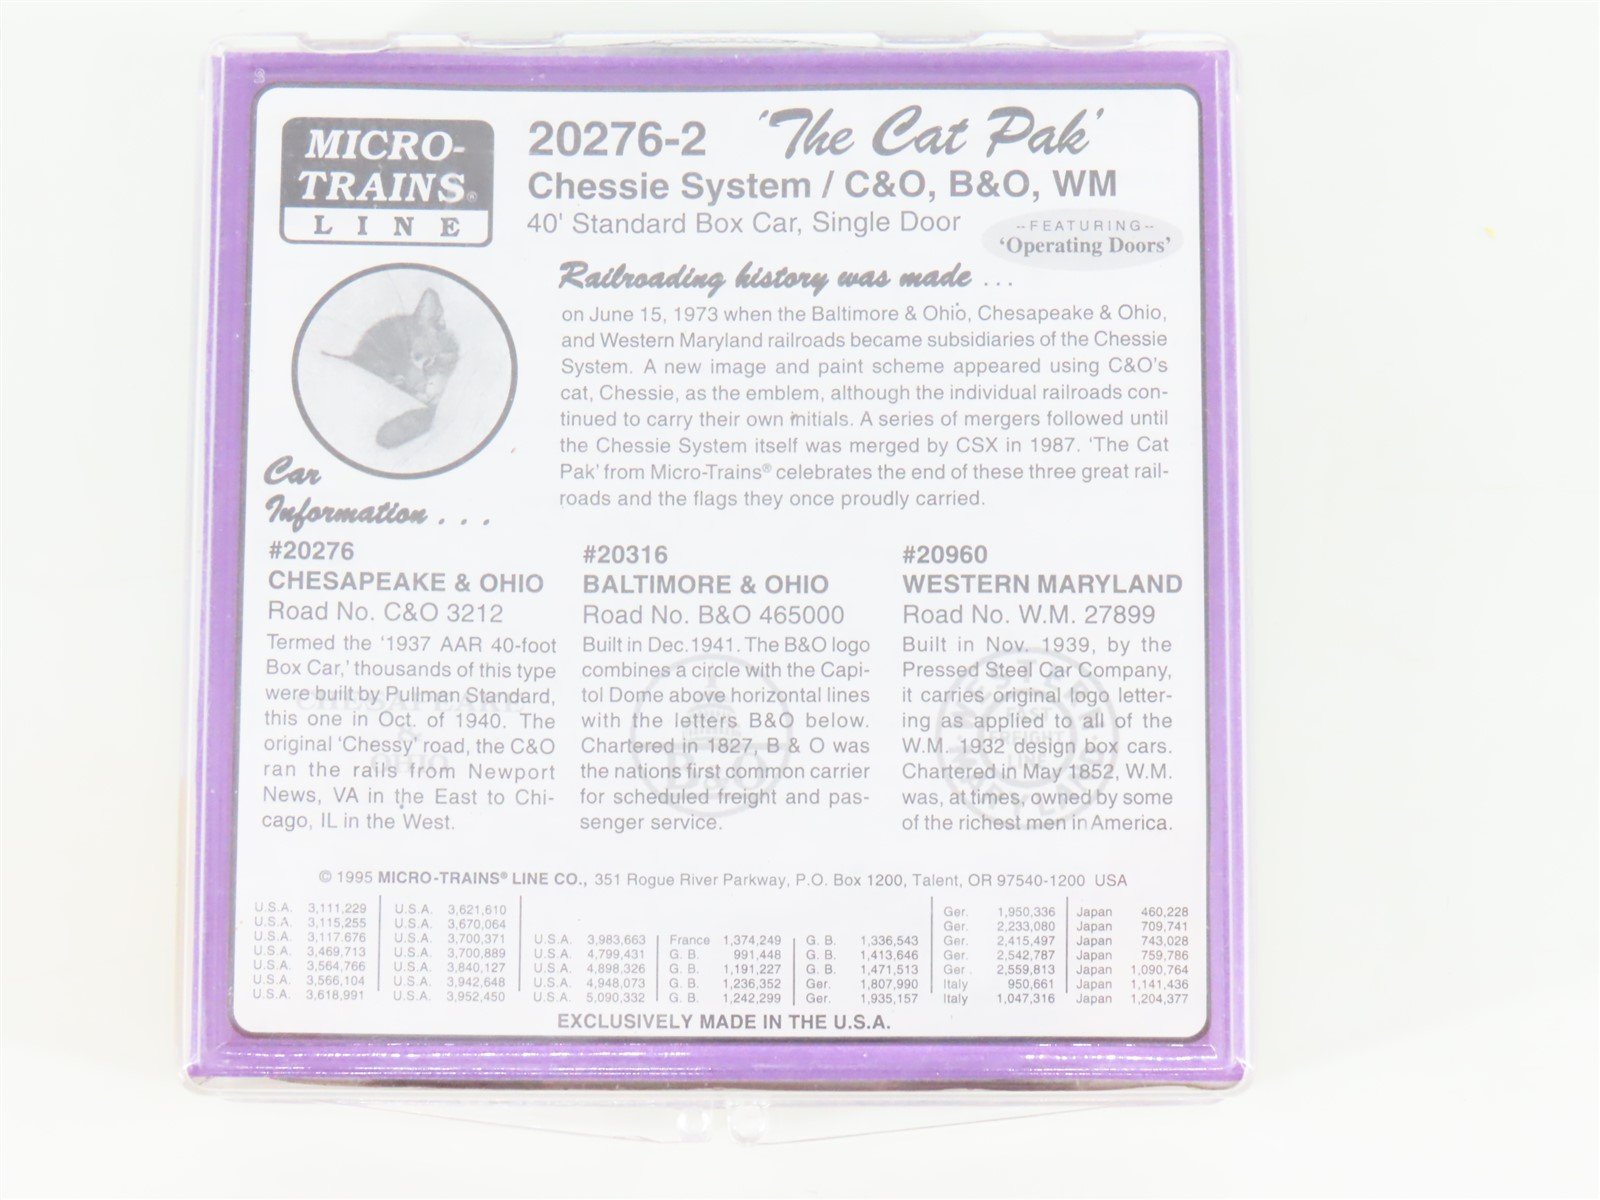 MICRO-
TRAINS®
LINE
20276-2 'The Cat Pak'
Chessie System / C&O, B&O, WM
40' Standard Box Car, Single Door
--FEATURING--
'Operating Doors'
Railroading history was made ...
on June 15, 1973 when the Baltimore & Ohio, Chesapeake & Ohio,
and Western Maryland railroads became subsidiaries of the Chessie
System. A new image and paint scheme appeared using C&O's
cat, Chessie, as the emblem, although the individual railroads con-
tinued to carry their own initials. A series of mergers followed until
the Chessie System itself was merged by CSX in 1987. 'The Cat
Pak' from Micro-Trains® celebrates the end of these three great rail-
roads and the flags they once proudly carried.
Car
Information ...
#20276
CHESAPEAKE & OHIO
Road No. C&O 3212
Termed the '1937 AAR 40-foot
Box Car,' thousands of this type
were built by Pullman Standard,
this one in Oct. of 1940. The
original 'Chessy' road, the C&O
ran the rails from Newport
News, VA in the East to Chi-
cago, IL in the West.
CHESAPEAKE
&
OHIO
#20316
BALTIMORE & OHIO
Road No. B&O 465000
Built in Dec.1941. The B&O logo
combines a circle with the Capi-
tol Dome above horizontal lines
with the letters B&O below.
Chartered in 1827, B & O was
the nations first common carrier
for scheduled freight and pas-
senger service.
B&O
#20960
WESTERN MARYLAND
Road No. W.M. 27899
Built in Nov. 1939, by the
Pressed Steel Car Company,
it carries original logo letter-
ing as applied to all of the
W.M. 1932 design box cars.
Chartered in May 1852, W.M.
was, at times, owned by some
of the richest men in America.
WESTERN MARYLAND
FAST
FREIGHT
LINE
© 1995 MICRO-TRAINS® LINE CO., 351 Rogue River Parkway, P.O. Box 1200, Talent, OR 97540-1200 USA
U.S.A. 3,111,229
U.S.A. 3,115,255
U.S.A. 3,117,676
U.S.A. 3,469,713
U.S.A. 3,564,766
U.S.A. 3,566,104
U.S.A. 3,618,991
U.S.A. 3,621,610
U.S.A. 3,670,064
U.S.A. 3,700,371
U.S.A. 3,700,889
U.S.A. 3,840,127
U.S.A. 3,942,648
U.S.A. 3,952,450
U.S.A. 3,983,663
U.S.A. 4,799,431
U.S.A. 4,898,326
U.S.A. 4,948,073
U.S.A. 5,090,332
France 1,374,249
G. B. 991,448
G. B. 1,191,227
G. B. 1,236,352
G. B. 1,242,299
G. B. 1,336,543
G. B. 1,413,646
G. B. 1,471,513
Ger. 1,807,990
Ger. 1,935,157
Ger. 1,950,336
Ger. 2,233,080
Ger. 2,415,497
Ger. 2,542,787
Ger. 2,559,813
Italy 950,661
Italy 1,047,316
Japan 460,228
Japan 709,741
Japan 743,028
Japan 759,786
Japan 1,090,764
Japan 1,141,436
Japan 1,204,377
EXCLUSIVELY MADE IN THE U.S.A.